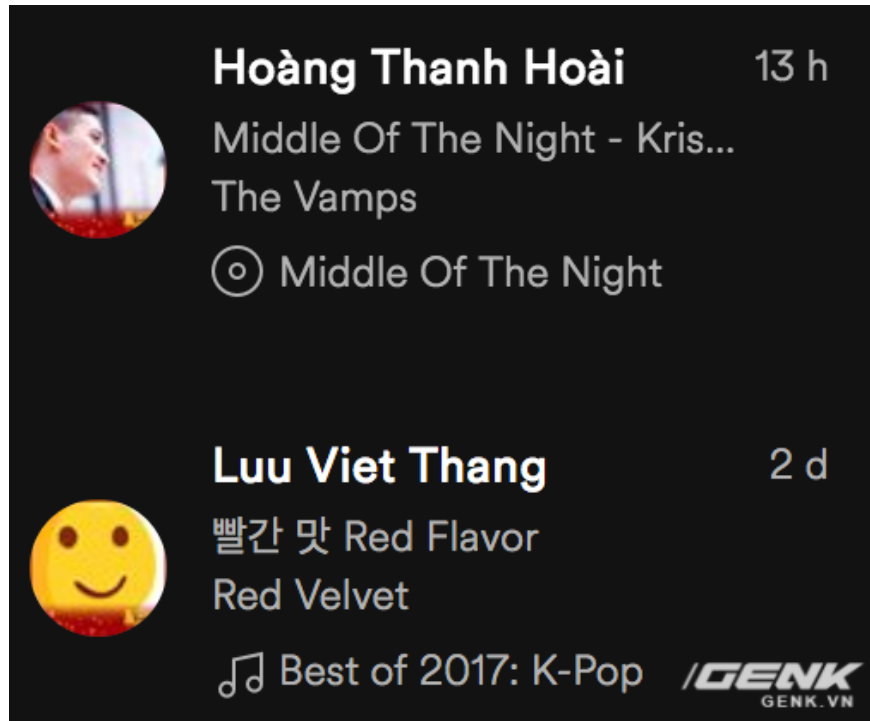 Hoàng Thanh Hoài 13 h
Middle Of The Night - Kris...
The Vamps
Middle Of The Night
Luu Viet Thang 2 d
빨간 맛 Red Flavor
Red Velvet
Best of 2017: K-Pop
GENK
GENK.VN